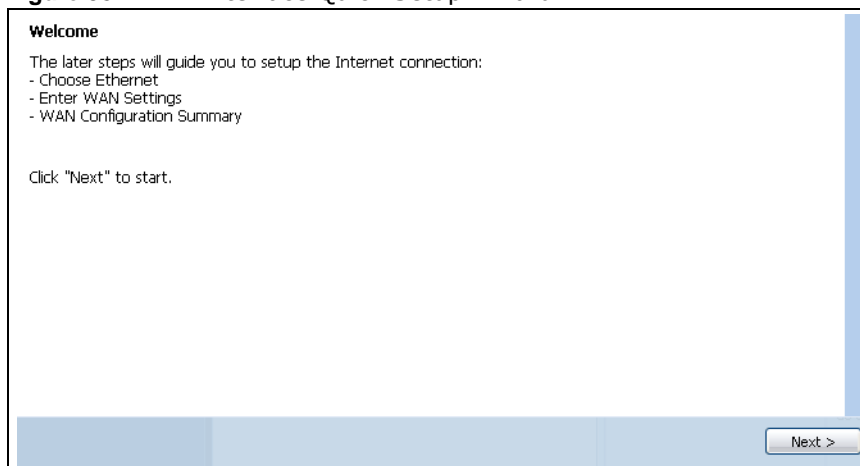 Welcome
The later steps will guide you to setup the Internet connection:
- Choose Ethernet
- Enter WAN Settings
- WAN Configuration Summary
Click "Next" to start.
Next >